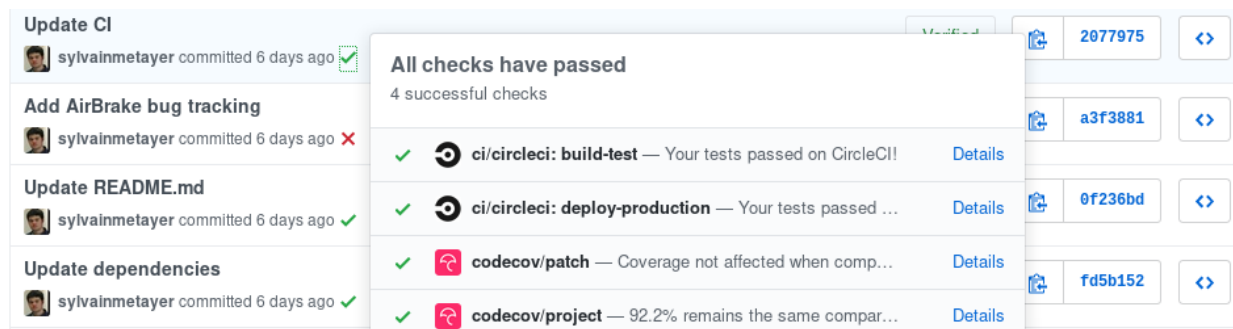 Update CI
Verified
2077975
sylvainmetayer committed 6 days ago
All checks have passed
4 successful checks
Add AirBrake bug tracking
sylvainmetayer committed 6 days ago
a3f3881
ci/circleci: build-test — Your tests passed on CircleCI! Details
Update README.md
sylvainmetayer committed 6 days ago
0f236bd
ci/circleci: deploy-production — Your tests passed ... Details
codecov/patch — Coverage not affected when comp... Details
Update dependencies
sylvainmetayer committed 6 days ago
fd5b152
codecov/project — 92.2% remains the same compar... Details